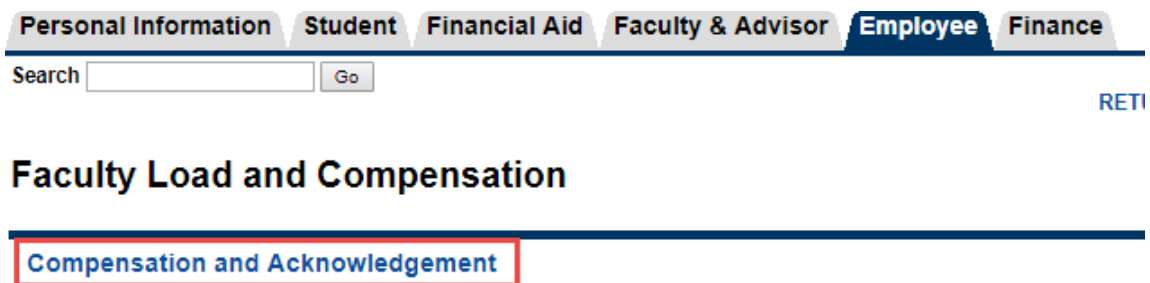 Personal Information Student Financial Aid Faculty & Advisor Employee Finance
Search Go
Faculty Load and Compensation
Compensation and Acknowledgement